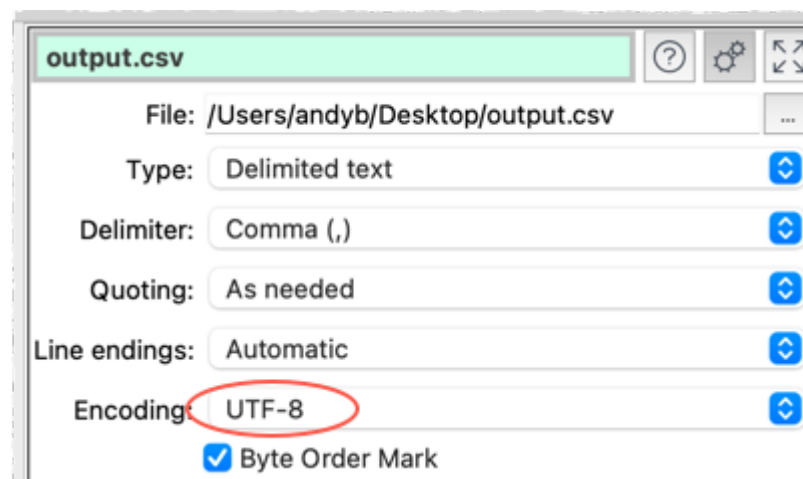 output.csv
File: /Users/andyb/Desktop/output.csv ...
Type: Delimited text
Delimiter: Comma (,)
Quoting: As needed
Line endings: Automatic
Encoding: UTF-8
Byte Order Mark